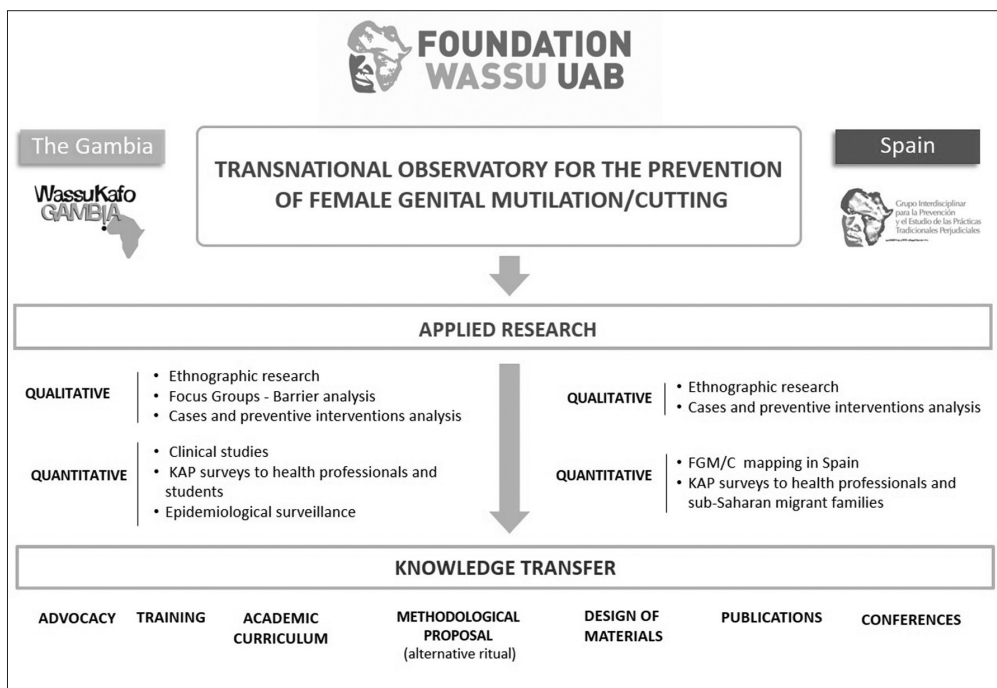 FOUNDATION
WASSU UAB
The Gambia
WassuKafo
GAMBIA
TRANSNATIONAL OBSERVATORY FOR THE PREVENTION
OF FEMALE GENITAL MUTILATION/CUTTING
Spain
Grupo Interdisciplinar
para la Prevención
y el Estudio de las Prácticas
Tradicionales Perjudiciales
APPLIED RESEARCH
QUALITATIVE
• Ethnographic research
• Focus Groups - Barrier analysis
• Cases and preventive interventions analysis
QUANTITATIVE
• Clinical studies
• KAP surveys to health professionals and
students
• Epidemiological surveillance
QUALITATIVE
• Ethnographic research
• Cases and preventive interventions analysis
QUANTITATIVE
• FGM/C mapping in Spain
• KAP surveys to health professionals and
sub-Saharan migrant families
KNOWLEDGE TRANSFER
ADVOCACY
TRAINING
ACADEMIC
CURRICULUM
METHODOLOGICAL
PROPOSAL
(alternative ritual)
DESIGN OF
MATERIALS
PUBLICATIONS
CONFERENCES